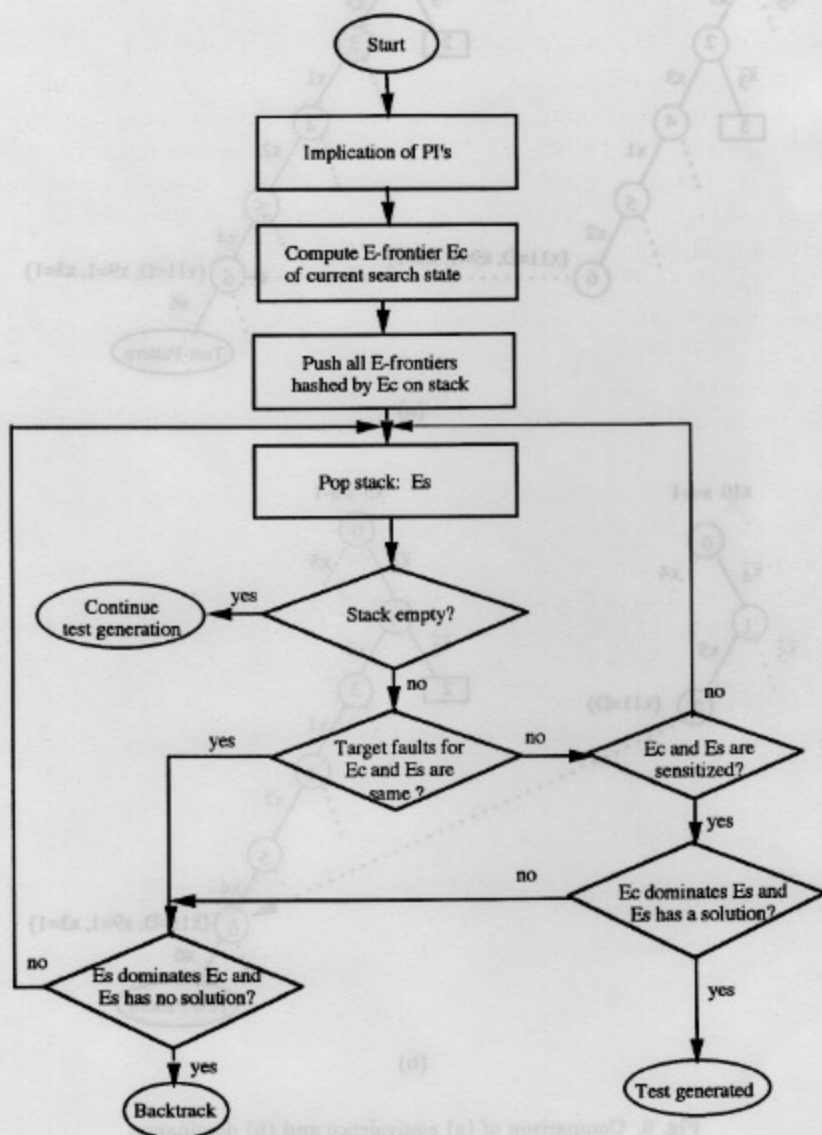 Start
Implication of PI's
Compute E-frontier Ec
of current search state
Push all E-frontiers
hashed by Ec on stack
Pop stack: Es
Stack empty?
yes
Continue
test generation
no
Target faults for
Ec and Es are
same ?
yes
no
Ec and Es are
sensitized?
no
yes
Ec dominates Es and
Es has a solution?
no
yes
Test generated
Es dominates Ec and
Es has no solution?
no
yes
Backtrack